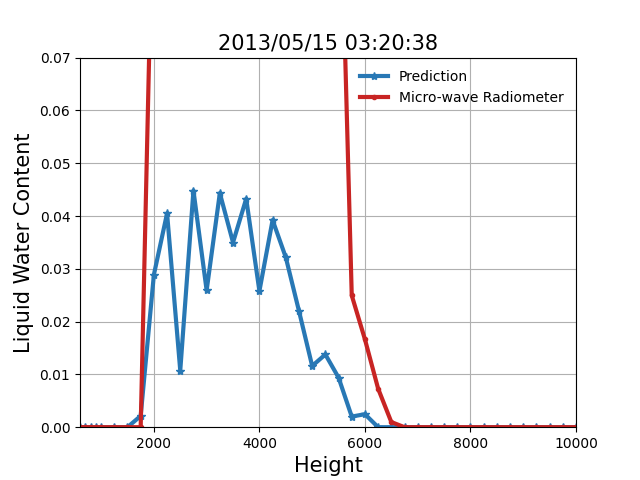 2013/05/15 03:20:38
0.07
0.06
0.05
0.04
0.03
0.02
0.01
0.00
Liquid Water Content
Prediction
Micro-wave Radiometer
2000 4000 6000 8000 10000
Height